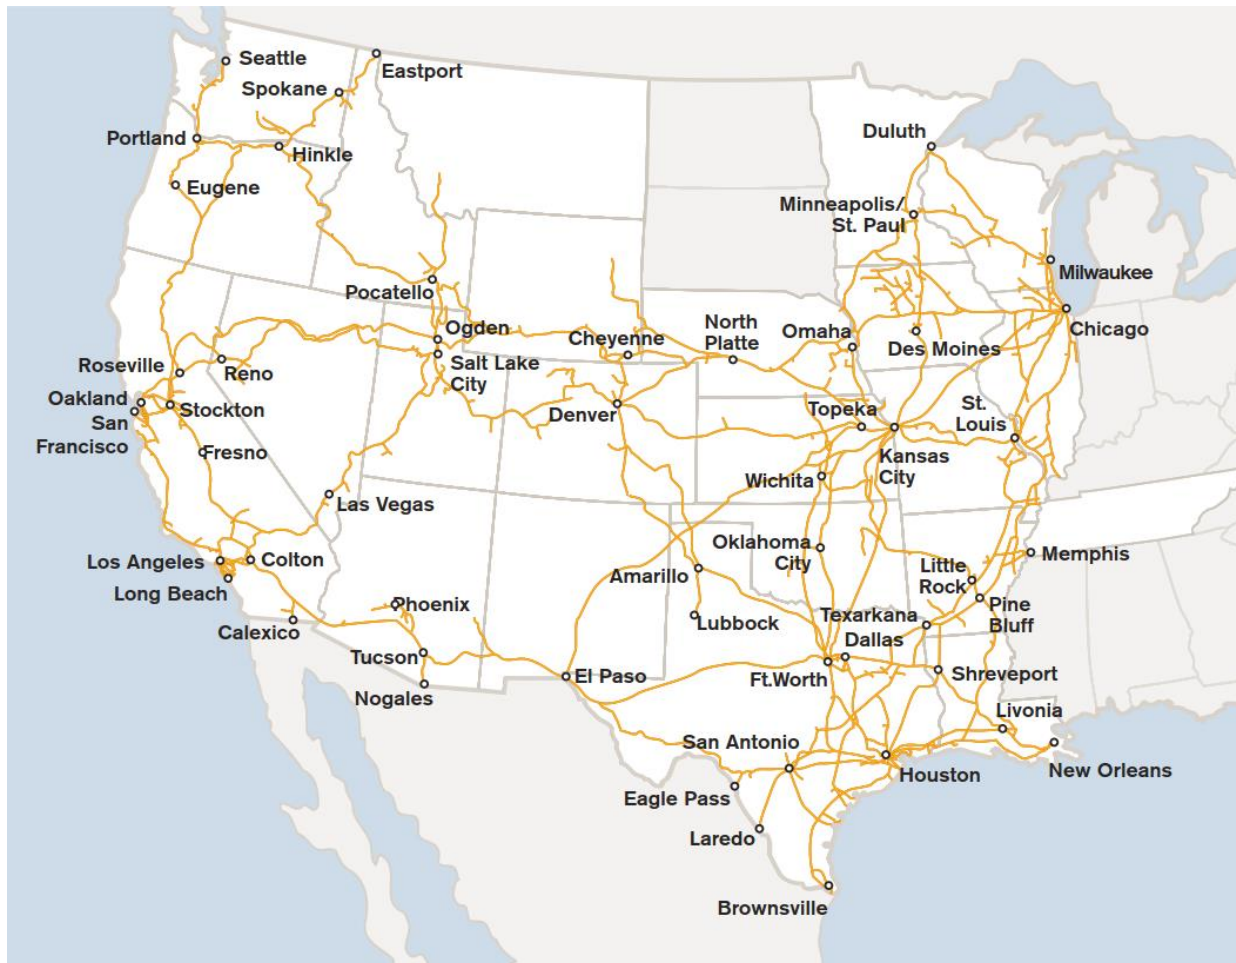 Seattle
Eastport
Spokane
Duluth
Portland
Hinkle
Eugene
Minneapolis/
St. Paul
Milwaukee
Pocatello
Chicago
Ogden
Cheyenne
North
Platte
Omaha
Des Moines
Roseville
Reno
Salt Lake
City
Oakland
San
Francisco
Stockton
Denver
Topeka
St.
Louis
Fresno
Kansas
City
Las Vegas
Wichita
Los Angeles
Colton
Oklahoma
City
Memphis
Long Beach
Amarillo
Little
Rock
Calexico
Phoenix
Lubbock
Texarkana
Pine
Bluff
Tucson
Dallas
Nogales
El Paso
Ft.Worth
Shreveport
Livonia
San Antonio
Houston
New Orleans
Eagle Pass
Laredo
Brownsville